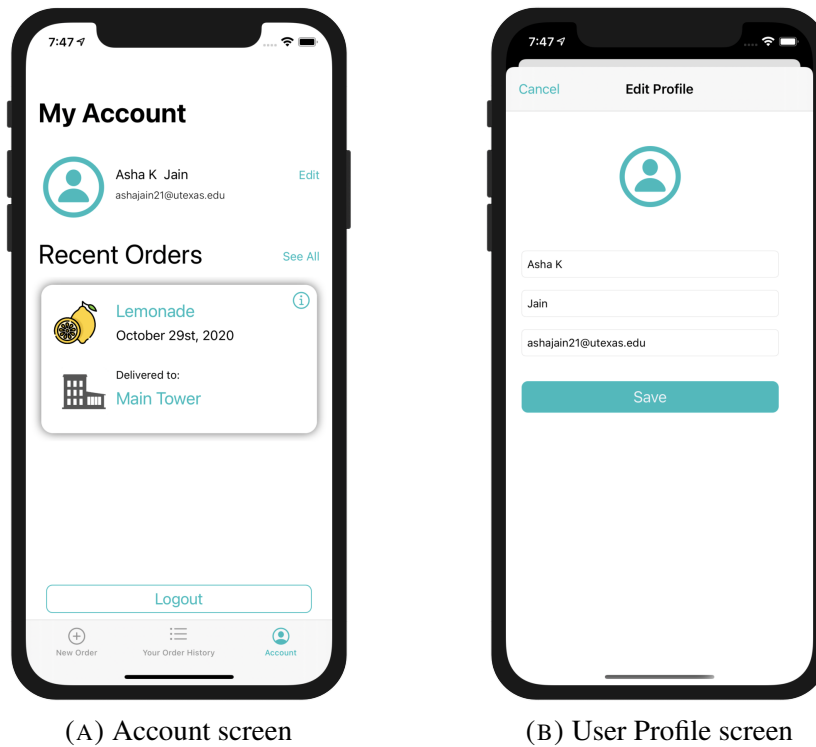 7:47
My Account
Asha K Jain
Edit
ashajain21@utexas.edu
Recent Orders
See All
Lemonade
October 29st, 2020
Delivered to:
Main Tower
Logout
New Order
Your Order History
Account
(A) Account screen
7:47
Cancel
Edit Profile
Asha K
Jain
ashajain21@utexas.edu
Save
(B) User Profile screen